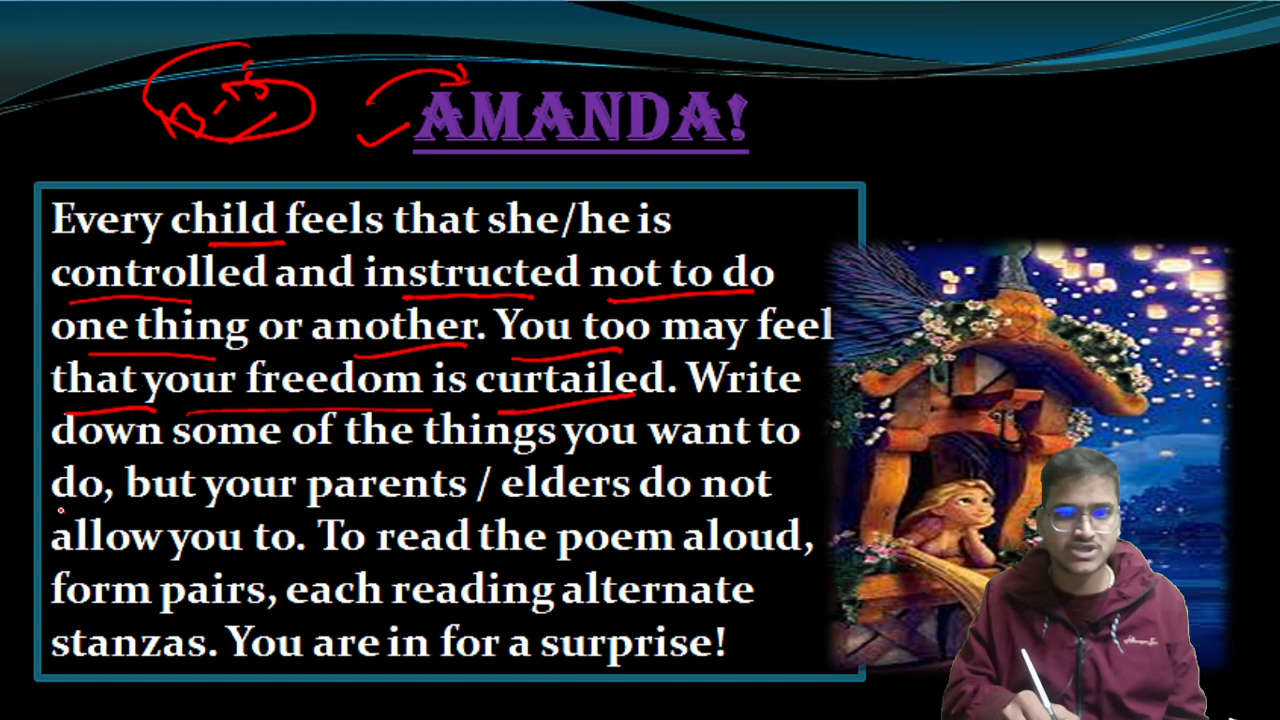 AMANDA!
Every child feels that she/he is
controlled and instructed not to do
one thing or another. You too may feel
that your freedom is curtailed. Write
down some of the things you want to
do, but your parents / elders do not
allow you to. To read the poem aloud,
form pairs, each reading alternate
stanzas. You are in for a surprise!